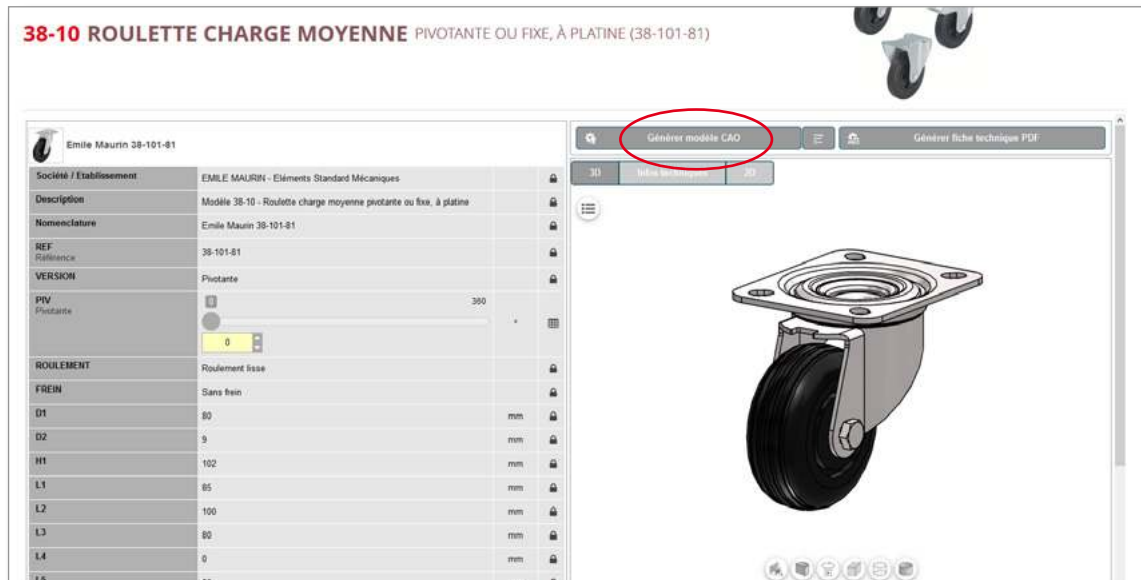 38-10 ROULETTE CHARGE MOYENNE PIVOTANTE OU FIXE, À PLATINE (38-101-81)
Emile Maurin 38-101-81
Générer modèle CAO
Générer fiche technique PDF
3D Infos techniques 2D
Société / Etablissement EMILE MAURIN - Eléments Standard Mécaniques
Description Modèle 38-10 - Roulette charge moyenne pivotante ou fixe, à platine
Nomenclature Emile Maurin 38-101-81
REF
Référence 38-101-81
VERSION Pivotante
PIV
Pivotante
0 360
°
0
ROULEMENT Roulement lisse
FREIN Sans frein
D1 80 mm
D2 9 mm
H1 102 mm
L1 85 mm
L2 100 mm
L3 80 mm
L4 0 mm